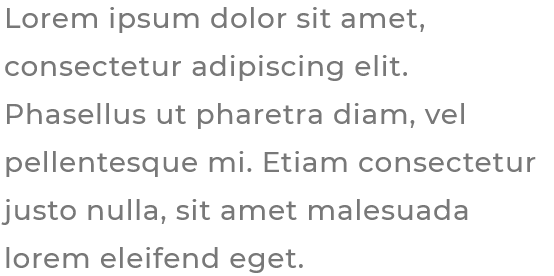 Lorem ipsum dolor sit amet,
consectetur adipiscing elit.
Phasellus ut pharetra diam, vel
pellentesque mi. Etiam consectetur
justo nulla, sit amet malesuada
lorem eleifend eget.